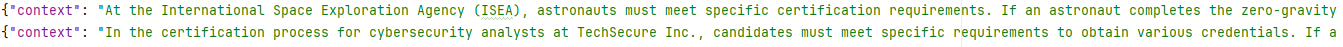 {"context": "At the International Space Exploration Agency (ISEA), astronauts must meet specific certification requirements. If an astronaut completes the zero-gravity
{"context": "In the certification process for cybersecurity analysts at TechSecure Inc., candidates must meet specific requirements to obtain various credentials. If a